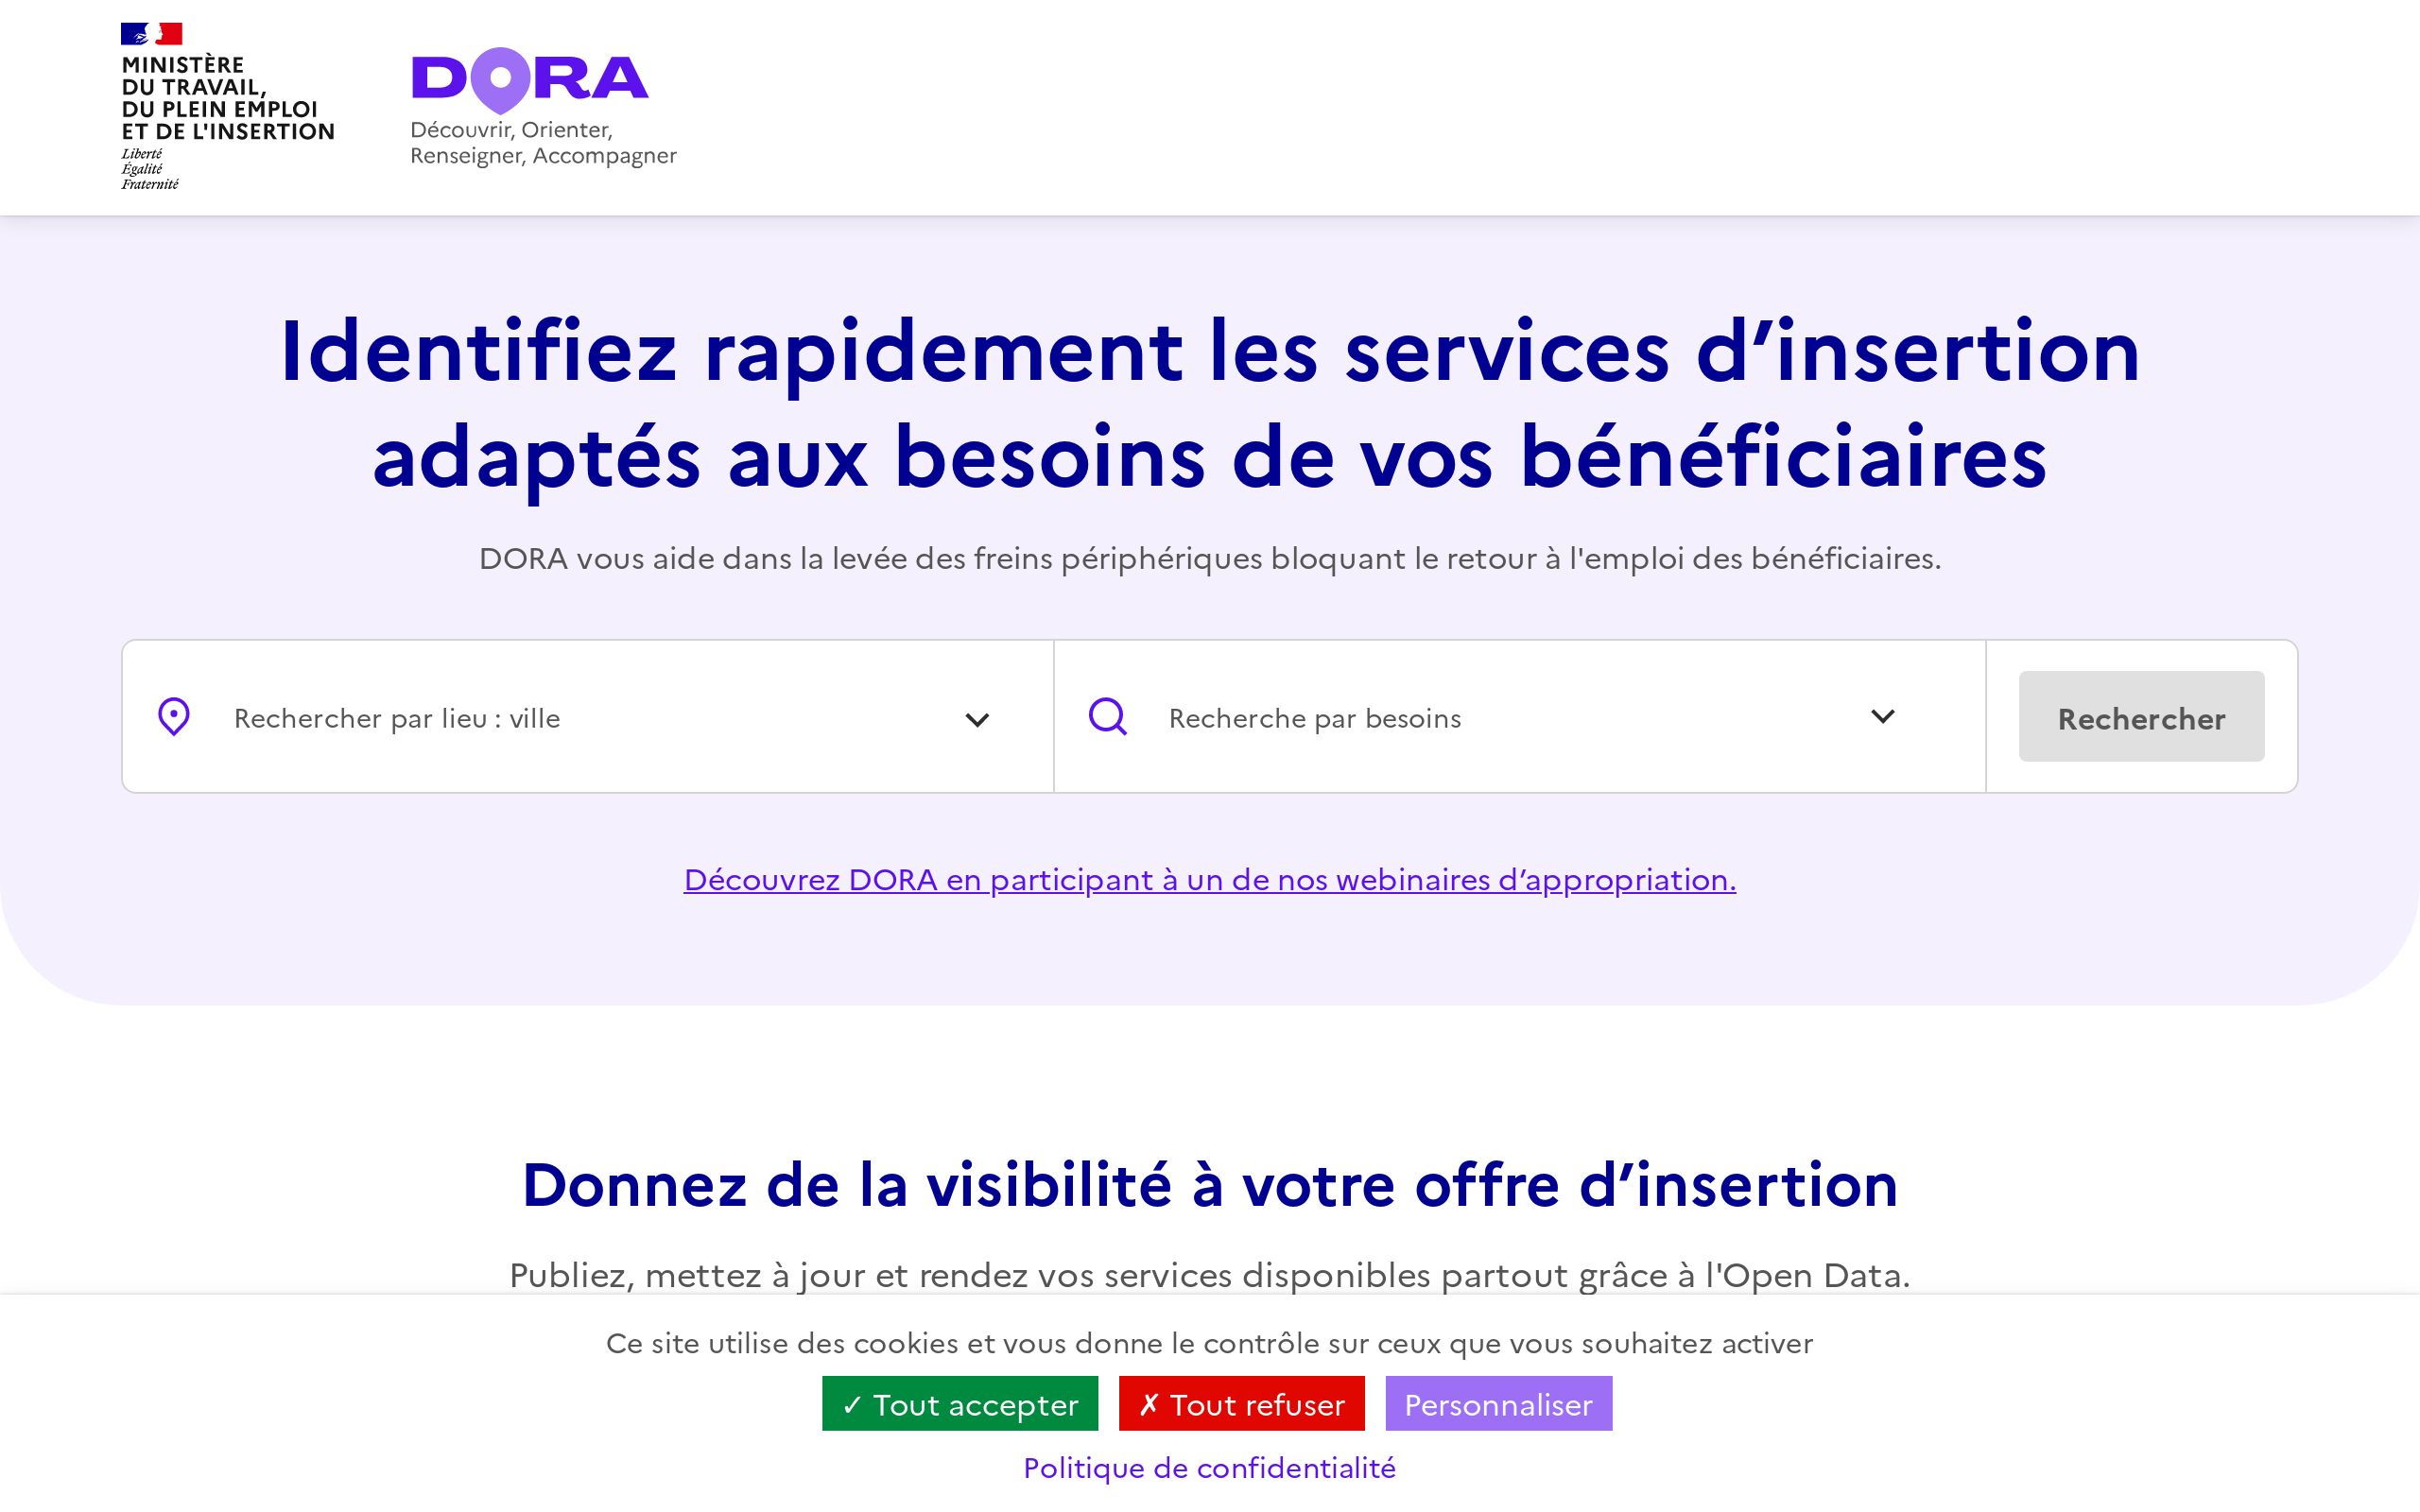 MINISTÈRE
DU TRAVAIL,
DU PLEIN EMPLOI
ET DE L'INSERTION
Liberté
Égalité
Fraternité
DORA
Découvrir, Orienter,
Renseigner, Accompagner
Identifiez rapidement les services d’insertion
adaptés aux besoins de vos bénéficiaires
DORA vous aide dans la levée des freins périphériques bloquant le retour à l'emploi des bénéficiaires.
Rechercher par lieu : ville
Recherche par besoins
Rechercher
Découvrez DORA en participant à un de nos webinaires d’appropriation.
Donnez de la visibilité à votre offre d’insertion
Publiez, mettez à jour et rendez vos services disponibles partout grâce à l'Open Data.
Ce site utilise des cookies et vous donne le contrôle sur ceux que vous souhaitez activer
✓ Tout accepter
✗ Tout refuser
Personnaliser
Politique de confidentialité